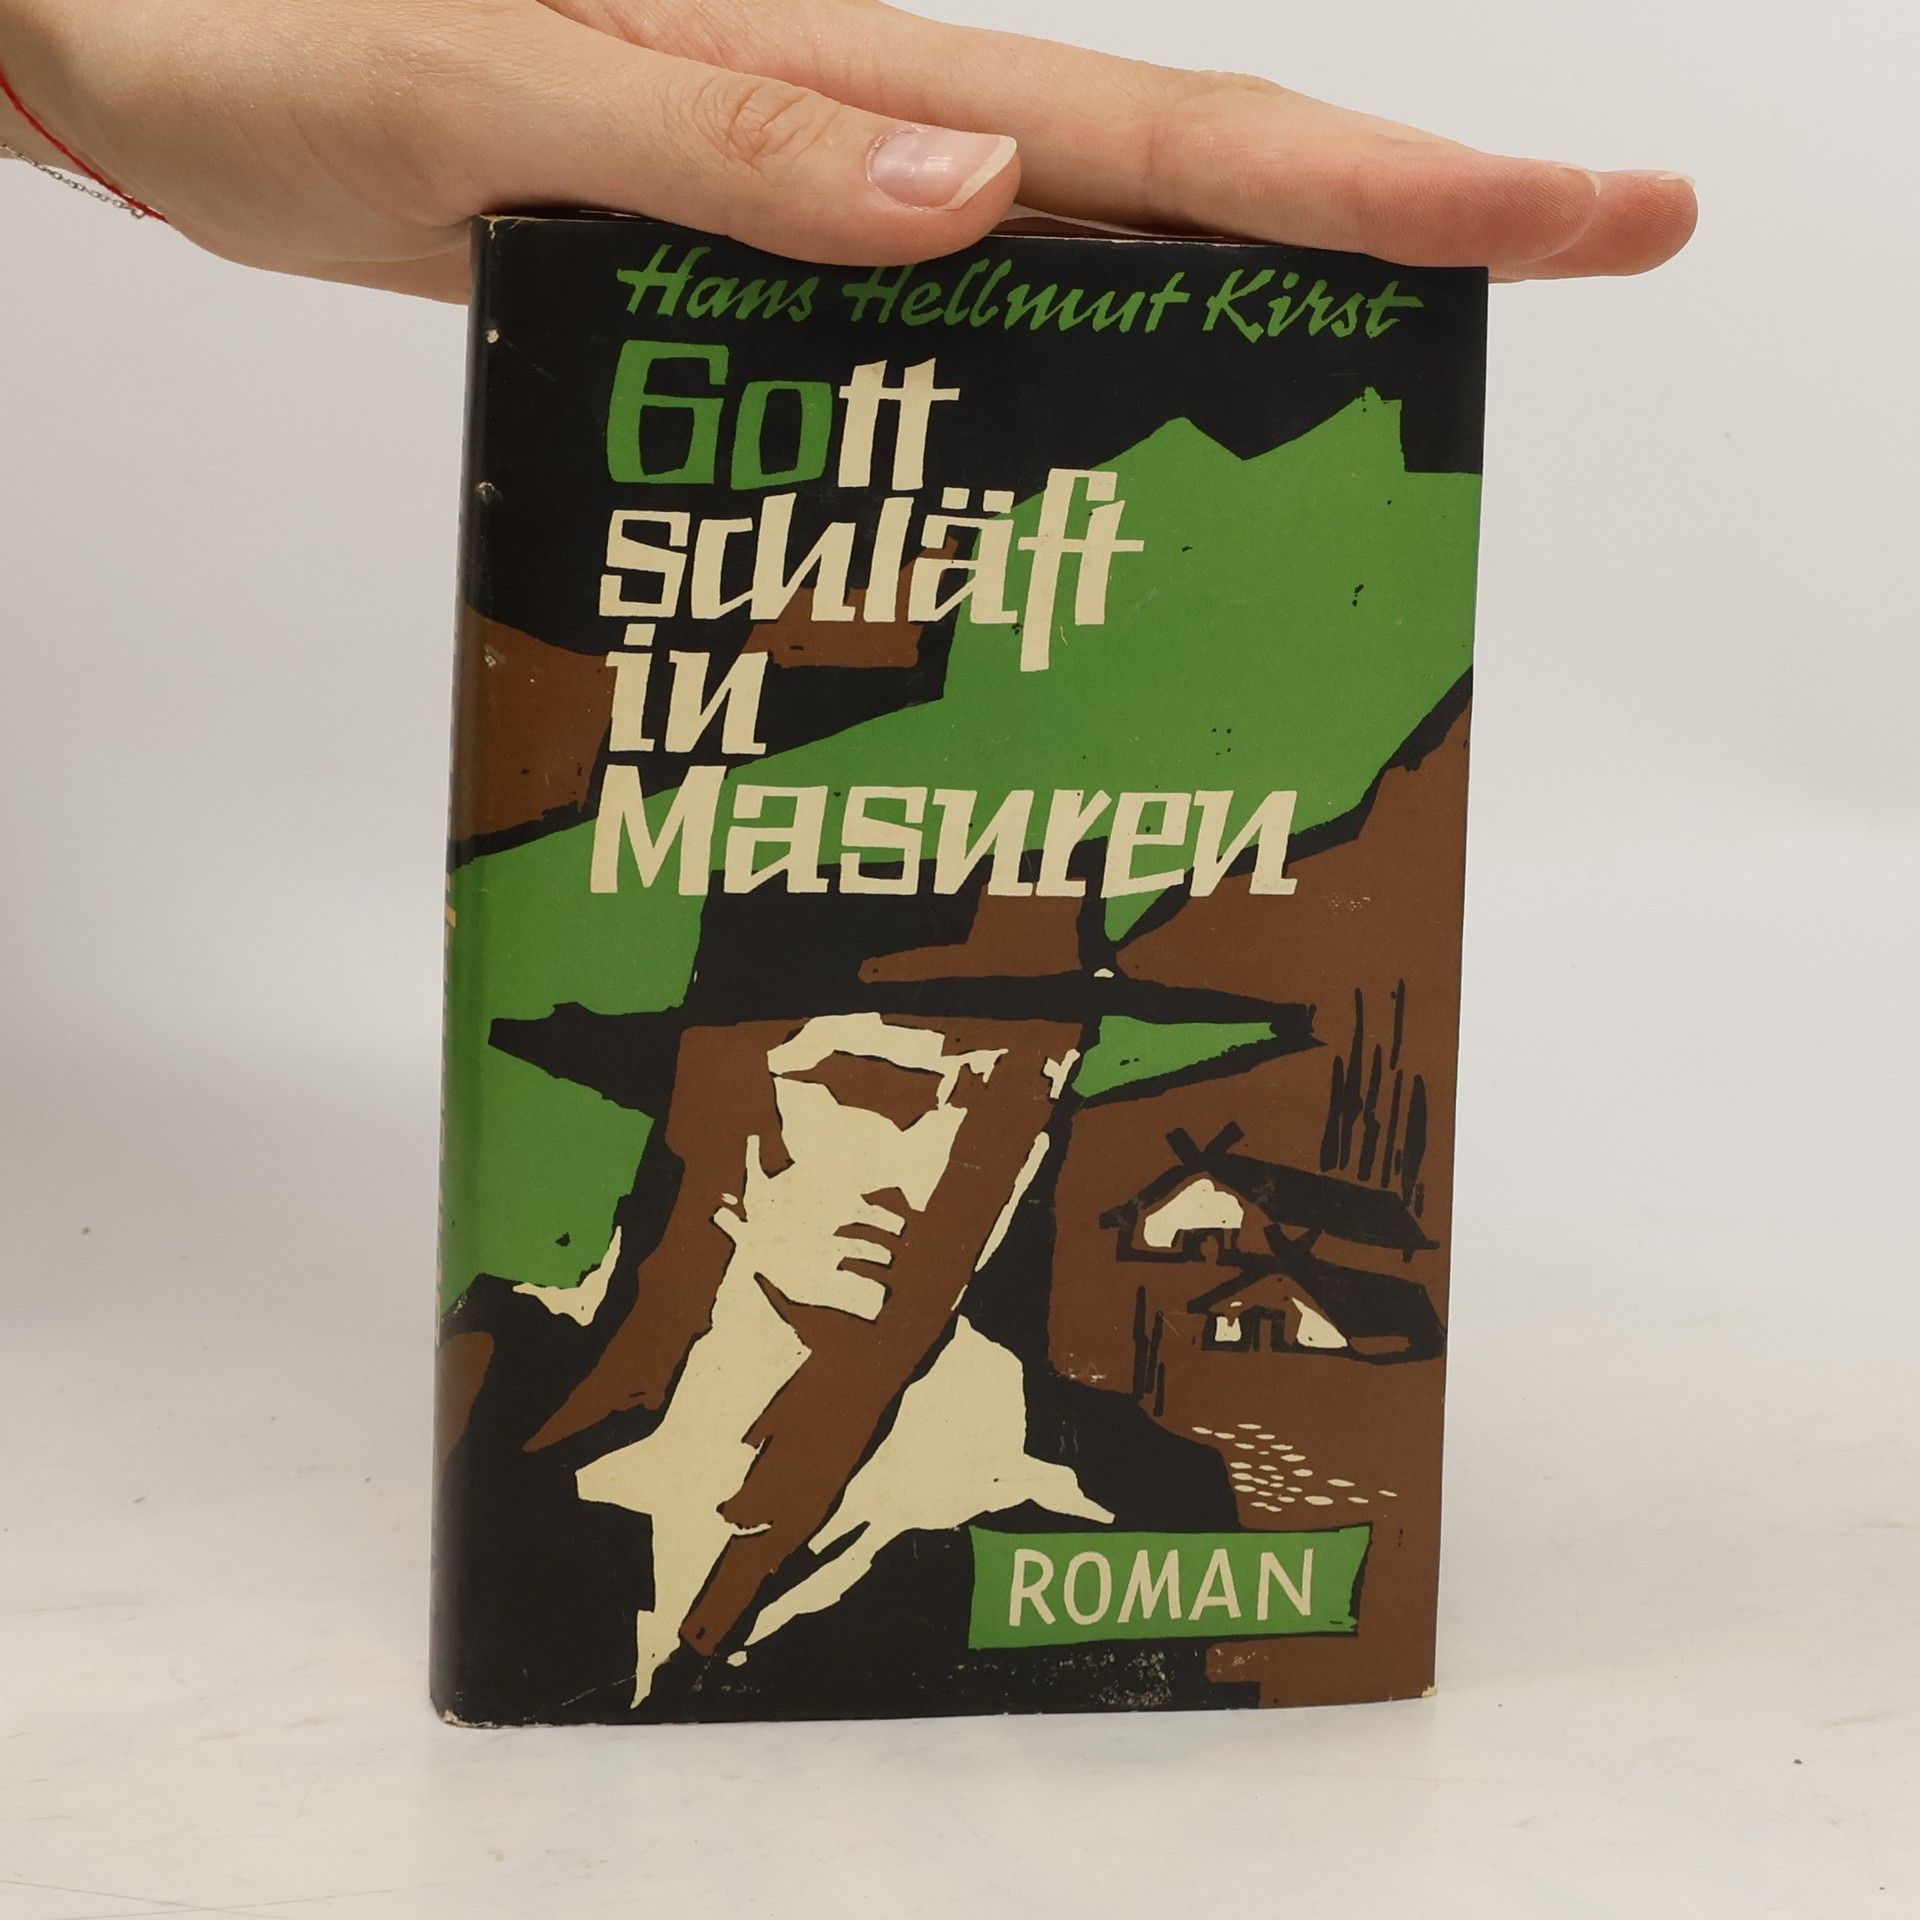 Hans Hellmut Kirst
Gott
schläft
in
Masuren
ROMAN